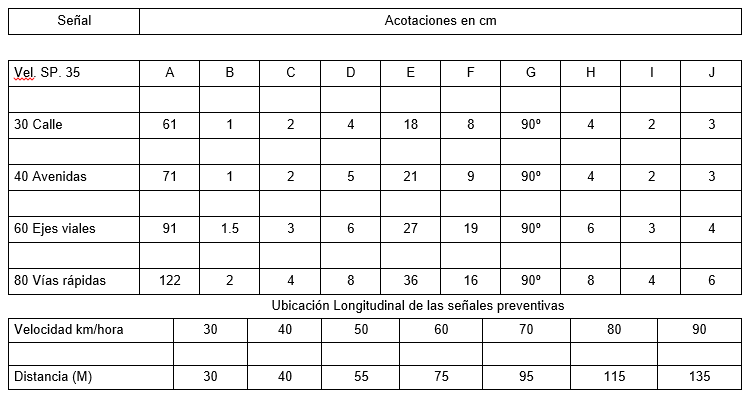 Señal Acotaciones en cm
Vel. SP. 35 A B C D E F G H I J
30 Calle 61 1 2 4 18 8 90º 4 2 3
40 Avenidas 71 1 2 5 21 9 90º 4 2 3
60 Ejes viales 91 1.5 3 6 27 19 90º 6 3 4
80 Vías rápidas 122 2 4 8 36 16 90º 8 4 6
Ubicación Longitudinal de las señales preventivas
Velocidad km/hora 30 40 50 60 70 80 90
Distancia (M) 30 40 55 75 95 115 135